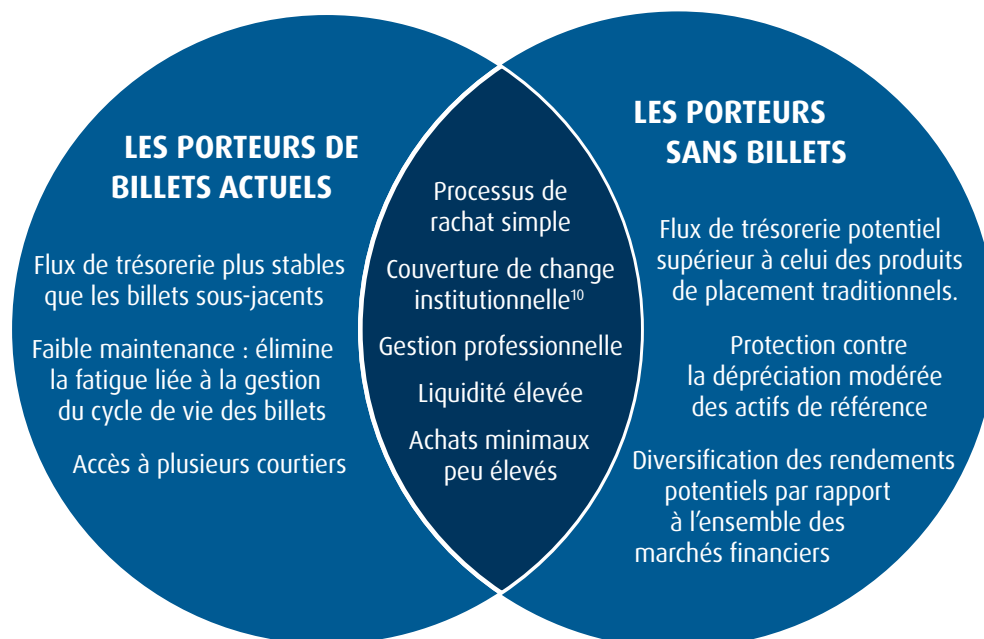 LES PORTEURS DE
BILLETS ACTUELS
Flux de trésorerie plus stables
que les billets sous-jacents
Faible maintenance : élimine
la fatigue liée à la gestion
du cycle de vie des billets
Accès à plusieurs courtiers
Processus de
rachat simple
Couverture de change
institutionnelle¹⁰
Gestion professionnelle
Liquidité élevée
Achats minimaux
peu élevés
LES PORTEURS
SANS BILLETS
Flux de trésorerie potentiel
supérieur à celui des produits
de placement traditionnels.
Protection contre
la dépréciation modérée
des actifs de référence
Diversification des rendements
potentiels par rapport
à l’ensemble des
marchés financiers